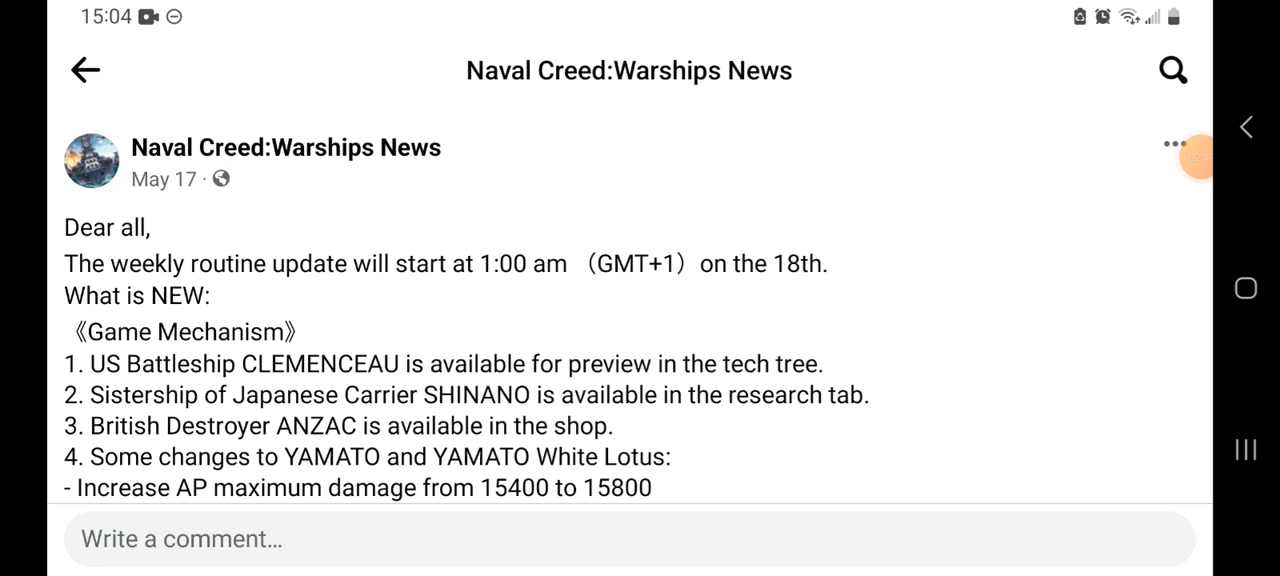 15:04
Naval Creed:Warships News
Naval Creed:Warships News
May 17 ·
Dear all,
The weekly routine update will start at 1:00 am （GMT+1）on the 18th.
What is NEW:
《Game Mechanism》
1. US Battleship CLEMENCEAU is available for preview in the tech tree.
2. Sistership of Japanese Carrier SHINANO is available in the research tab.
3. British Destroyer ANZAC is available in the shop.
4. Some changes to YAMATO and YAMATO White Lotus:
- Increase AP maximum damage from 15400 to 15800
Write a comment...